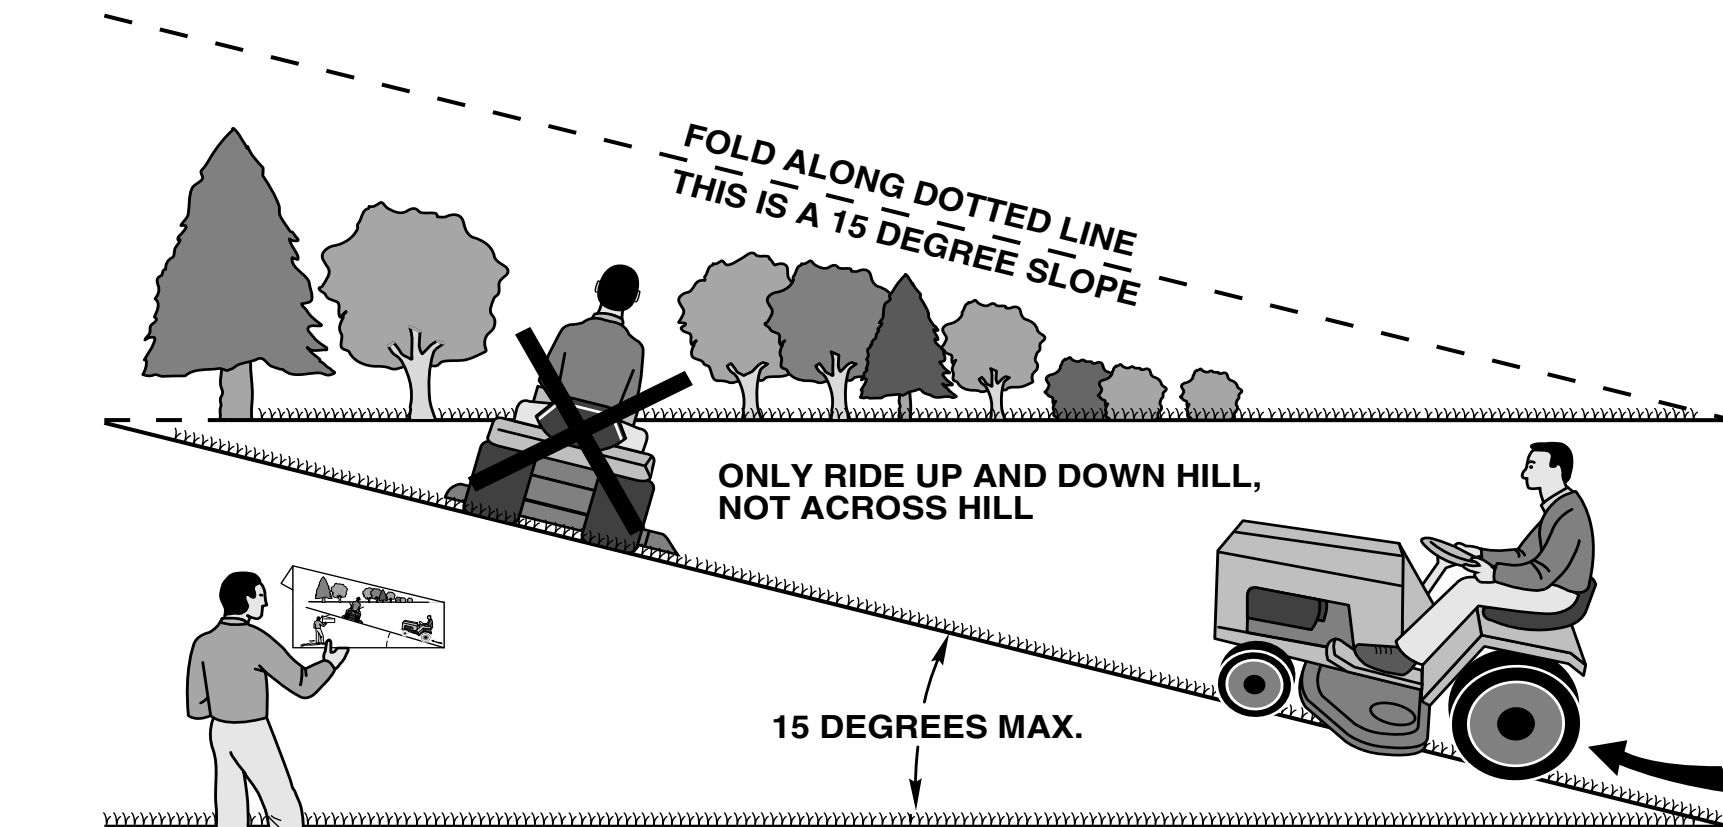 FOLD ALONG DOTTED LINE
THIS IS A 15 DEGREE SLOPE
ONLY RIDE UP AND DOWN HILL,
NOT ACROSS HILL
15 DEGREES MAX.